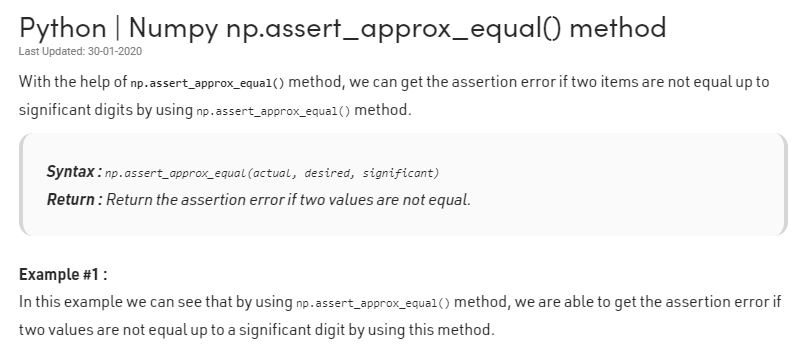 Python | Numpy np.assert_approx_equal() method
Last Updated: 30-01-2020
With the help of np.assert_approx_equal() method, we can get the assertion error if two items are not equal up to
significant digits by using np.assert_approx_equal() method.
Syntax : np.assert_approx_equal(actual, desired, significant)
Return : Return the assertion error if two values are not equal.
Example #1 :
In this example we can see that by using np.assert_approx_equal() method, we are able to get the assertion error if
two values are not equal up to a significant digit by using this method.